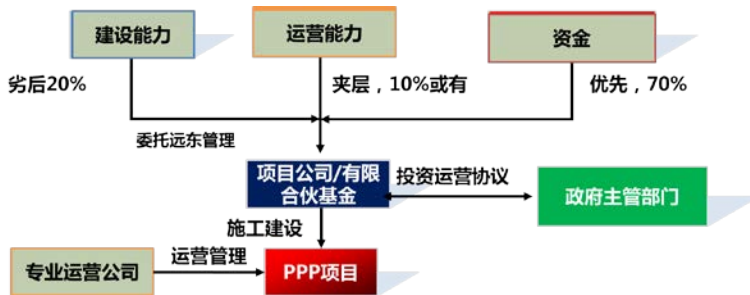 建设能力
运营能力
资金
劣后20%
夹层，10%或有
优先，70%
委托远东管理
项目公司/有限
合伙基金
投资运营协议
政府主管部门
施工建设
专业运营公司
运营管理
PPP项目